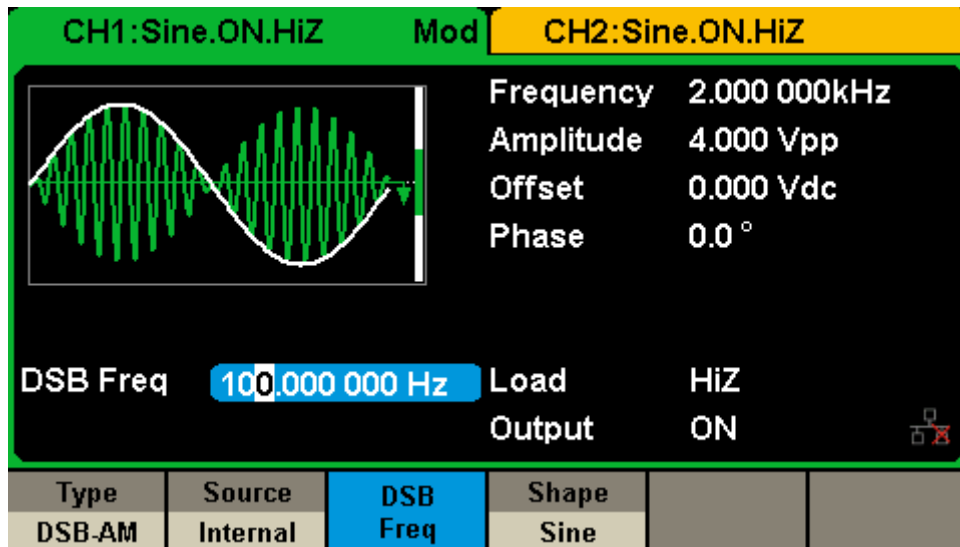 CH1:Sine.ON.HiZ Mod CH2:Sine.ON.HiZ
Frequency 2.000 000kHz
Amplitude 4.000 Vpp
Offset 0.000 Vdc
Phase 0.0 °
DSB Freq 100.000 000 Hz Load HiZ
Output ON
Type Source DSB Freq Shape
DSB-AM Internal Sine